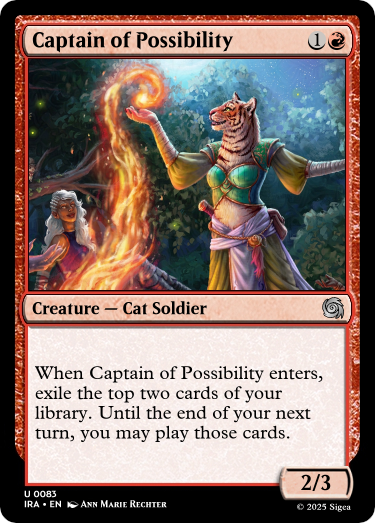 Captain of Possibility 1
Creature — Cat Soldier
When Captain of Possibility enters,
exile the top two cards of your
library. Until the end of your next
turn, you may play those cards.
2/3
U 0083
IRA • EN Ann Marie Rechter
© 2025 Sigea